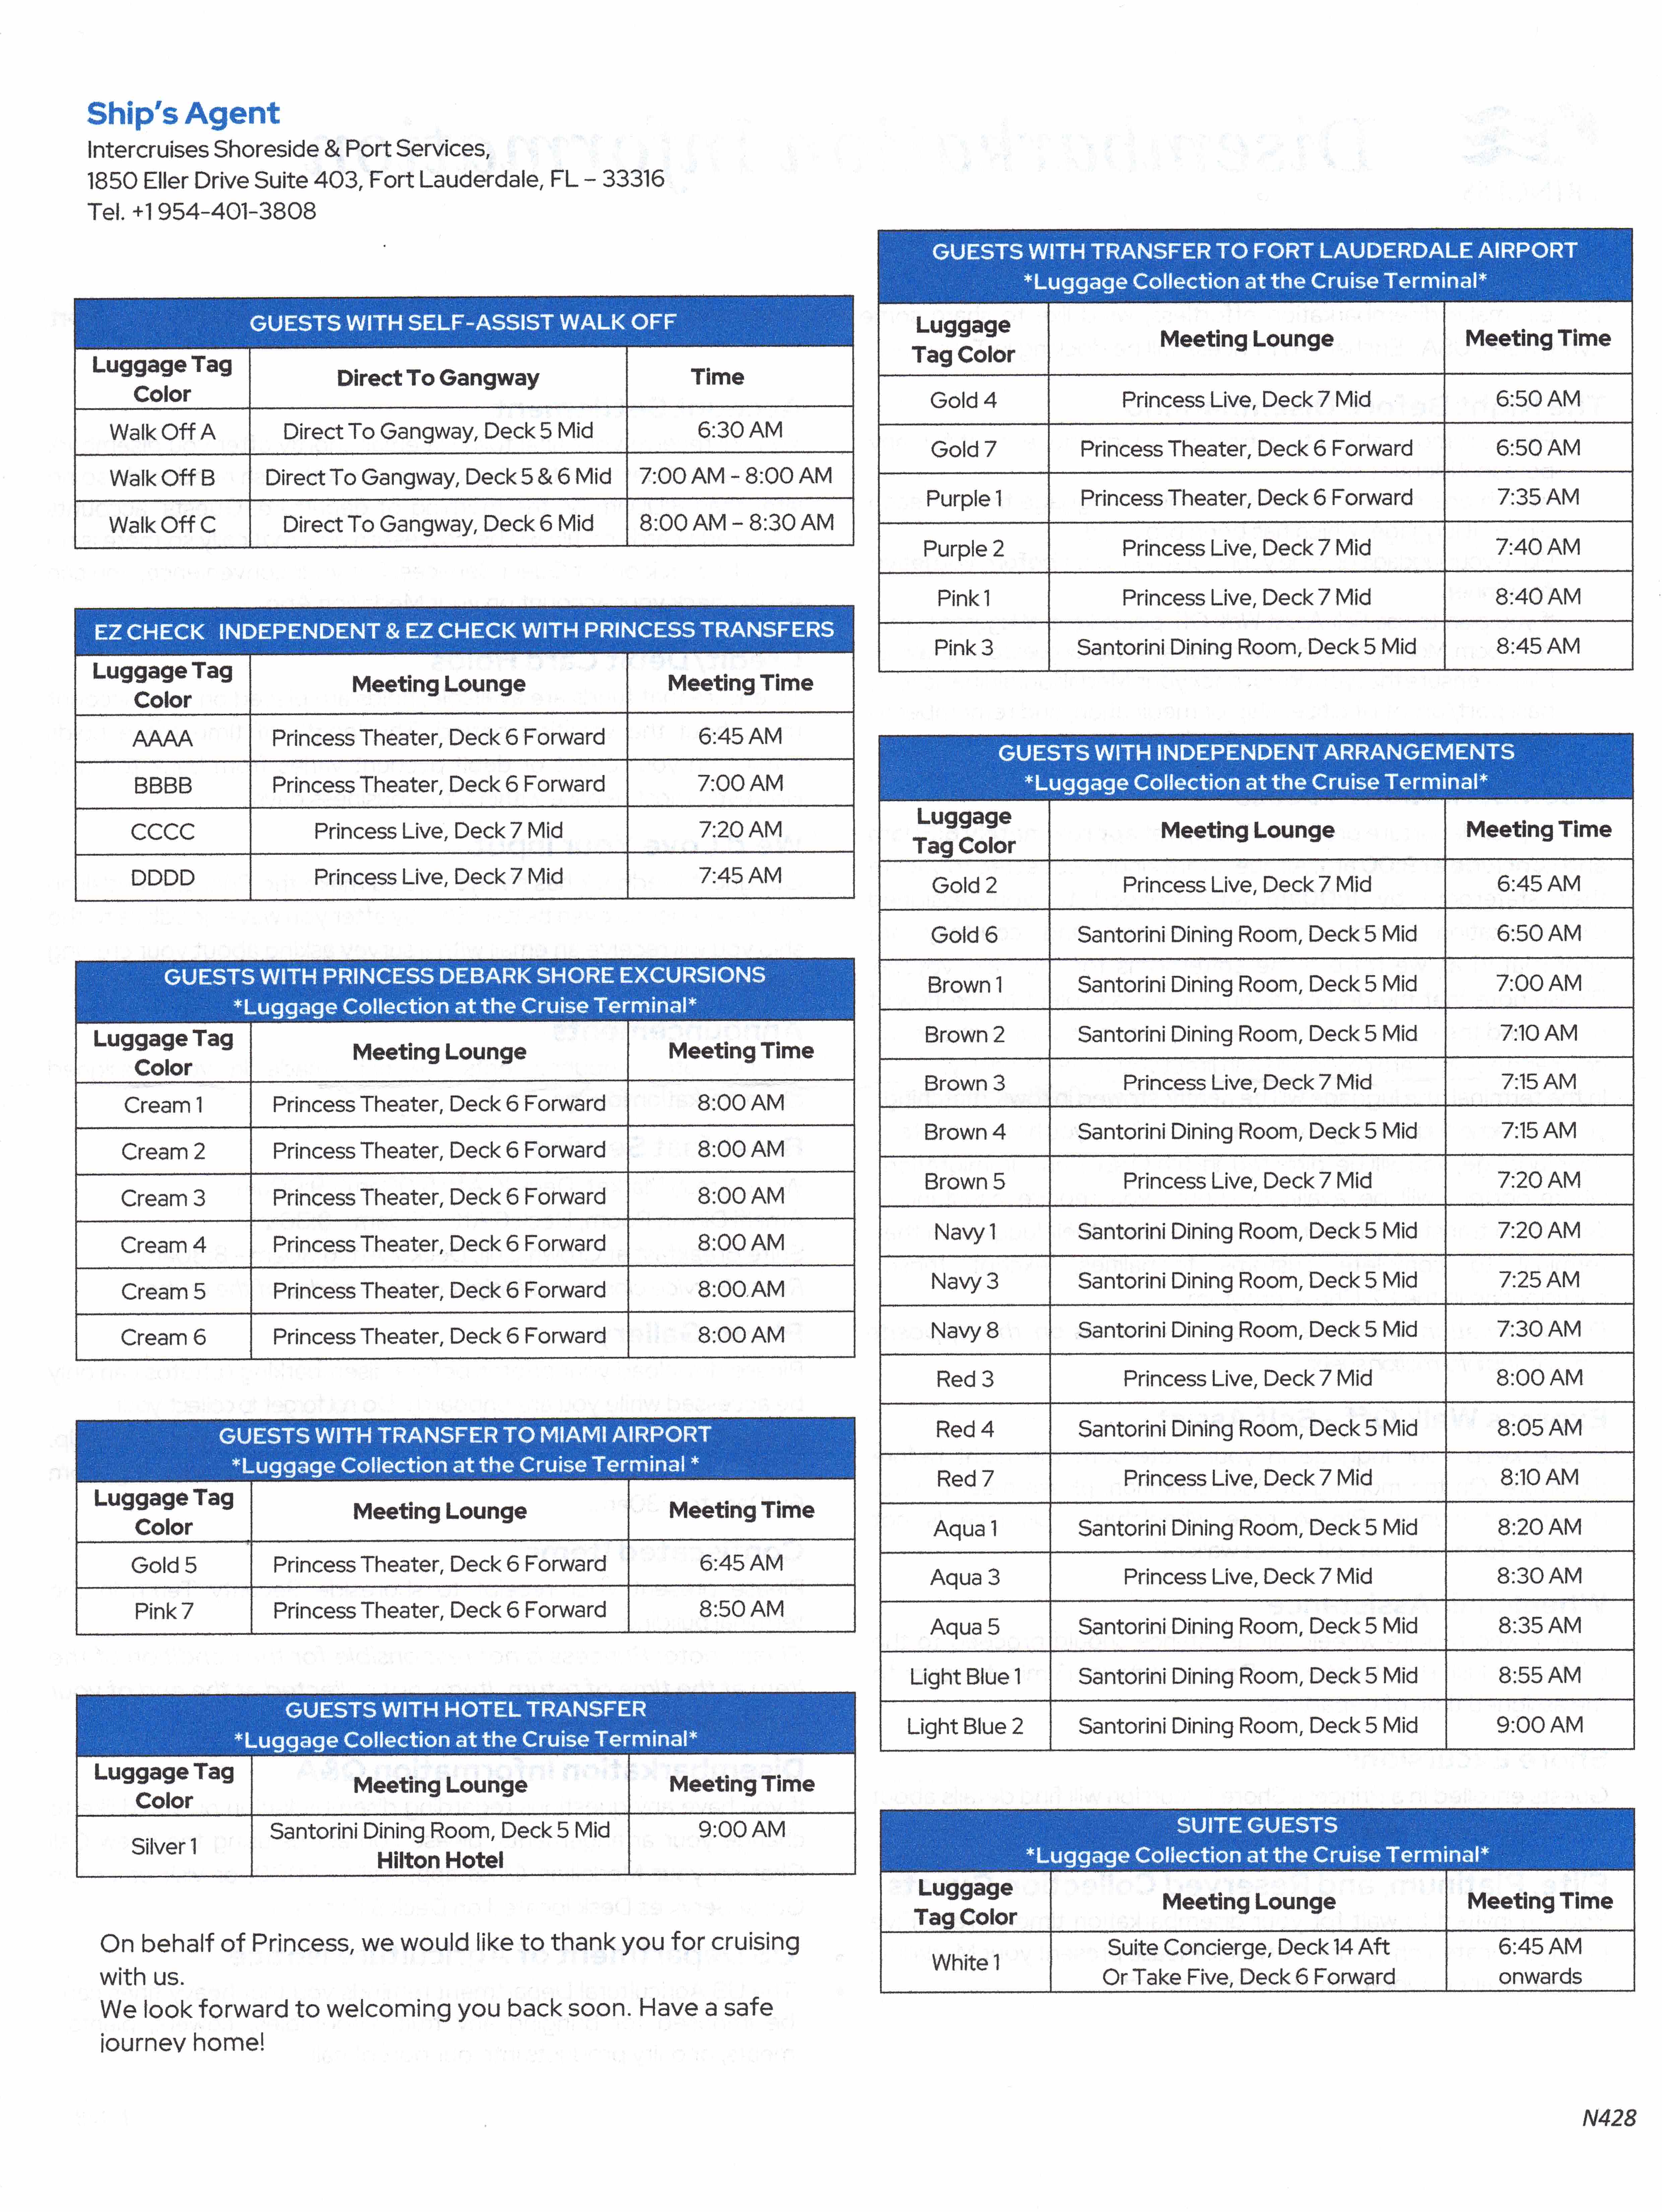 Ship's Agent
Intercruises Shoreside & Port Services,
1850 Eller Drive Suite 403, Fort Lauderdale, FL – 33316
Tel. +1 954-401-3808
GUESTS WITH SELF-ASSIST WALK OFF
Luggage Tag Color Direct To Gangway Time
Walk Off A Direct To Gangway, Deck 5 Mid 6:30 AM
Walk Off B Direct To Gangway, Deck 5 & 6 Mid 7:00 AM - 8:00 AM
Walk Off C Direct To Gangway, Deck 6 Mid 8:00 AM – 8:30 AM
EZ CHECK INDEPENDENT & EZ CHECK WITH PRINCESS TRANSFERS
Luggage Tag Color Meeting Lounge Meeting Time
AAAA Princess Theater, Deck 6 Forward 6:45 AM
BBBB Princess Theater, Deck 6 Forward 7:00 AM
CCCC Princess Live, Deck 7 Mid 7:20 AM
DDDD Princess Live, Deck 7 Mid 7:45 AM
GUESTS WITH PRINCESS DEBARK SHORE EXCURSIONS
*Luggage Collection at the Cruise Terminal*
Luggage Tag Color Meeting Lounge Meeting Time
Cream 1 Princess Theater, Deck 6 Forward 8:00 AM
Cream 2 Princess Theater, Deck 6 Forward 8:00 AM
Cream 3 Princess Theater, Deck 6 Forward 8:00 AM
Cream 4 Princess Theater, Deck 6 Forward 8:00 AM
Cream 5 Princess Theater, Deck 6 Forward 8:00 AM
Cream 6 Princess Theater, Deck 6 Forward 8:00 AM
GUESTS WITH TRANSFER TO MIAMI AIRPORT
*Luggage Collection at the Cruise Terminal *
Luggage Tag Color Meeting Lounge Meeting Time
Gold 5 Princess Theater, Deck 6 Forward 6:45 AM
Pink 7 Princess Theater, Deck 6 Forward 8:50 AM
GUESTS WITH HOTEL TRANSFER
*Luggage Collection at the Cruise Terminal*
Luggage Tag Color Meeting Lounge Meeting Time
Silver 1 Santorini Dining Room, Deck 5 Mid 9:00 AM
Hilton Hotel
On behalf of Princess, we would like to thank you for cruising
with us.
We look forward to welcoming you back soon. Have a safe
journey home!
GUESTS WITH TRANSFER TO FORT LAUDERDALE AIRPORT
*Luggage Collection at the Cruise Terminal*
Luggage Tag Color Meeting Lounge Meeting Time
Gold 4 Princess Live, Deck 7 Mid 6:50 AM
Gold 7 Princess Theater, Deck 6 Forward 6:50 AM
Purple 1 Princess Theater, Deck 6 Forward 7:35 AM
Purple 2 Princess Live, Deck 7 Mid 7:40 AM
Pink 1 Princess Live, Deck 7 Mid 8:40 AM
Pink 3 Santorini Dining Room, Deck 5 Mid 8:45 AM
GUESTS WITH INDEPENDENT ARRANGEMENTS
*Luggage Collection at the Cruise Terminal*
Luggage Tag Color Meeting Lounge Meeting Time
Gold 2 Princess Live, Deck 7 Mid 6:45 AM
Gold 6 Santorini Dining Room, Deck 5 Mid 6:50 AM
Brown 1 Santorini Dining Room, Deck 5 Mid 7:00 AM
Brown 2 Santorini Dining Room, Deck 5 Mid 7:10 AM
Brown 3 Princess Live, Deck 7 Mid 7:15 AM
Brown 4 Santorini Dining Room, Deck 5 Mid 7:15 AM
Brown 5 Princess Live, Deck 7 Mid 7:20 AM
Navy 1 Santorini Dining Room, Deck 5 Mid 7:20 AM
Navy 3 Santorini Dining Room, Deck 5 Mid 7:25 AM
Navy 8 Santorini Dining Room, Deck 5 Mid 7:30 AM
Red 3 Princess Live, Deck 7 Mid 8:00 AM
Red 4 Santorini Dining Room, Deck 5 Mid 8:05 AM
Red 7 Princess Live, Deck 7 Mid 8:10 AM
Aqua 1 Santorini Dining Room, Deck 5 Mid 8:20 AM
Aqua 3 Princess Live, Deck 7 Mid 8:30 AM
Aqua 5 Santorini Dining Room, Deck 5 Mid 8:35 AM
Light Blue 1 Santorini Dining Room, Deck 5 Mid 8:55 AM
Light Blue 2 Santorini Dining Room, Deck 5 Mid 9:00 AM
SUITE GUESTS
*Luggage Collection at the Cruise Terminal*
Luggage Tag Color Meeting Lounge Meeting Time
White 1 Suite Concierge, Deck 14 Aft 6:45 AM
Or Take Five, Deck 6 Forward onwards
N428